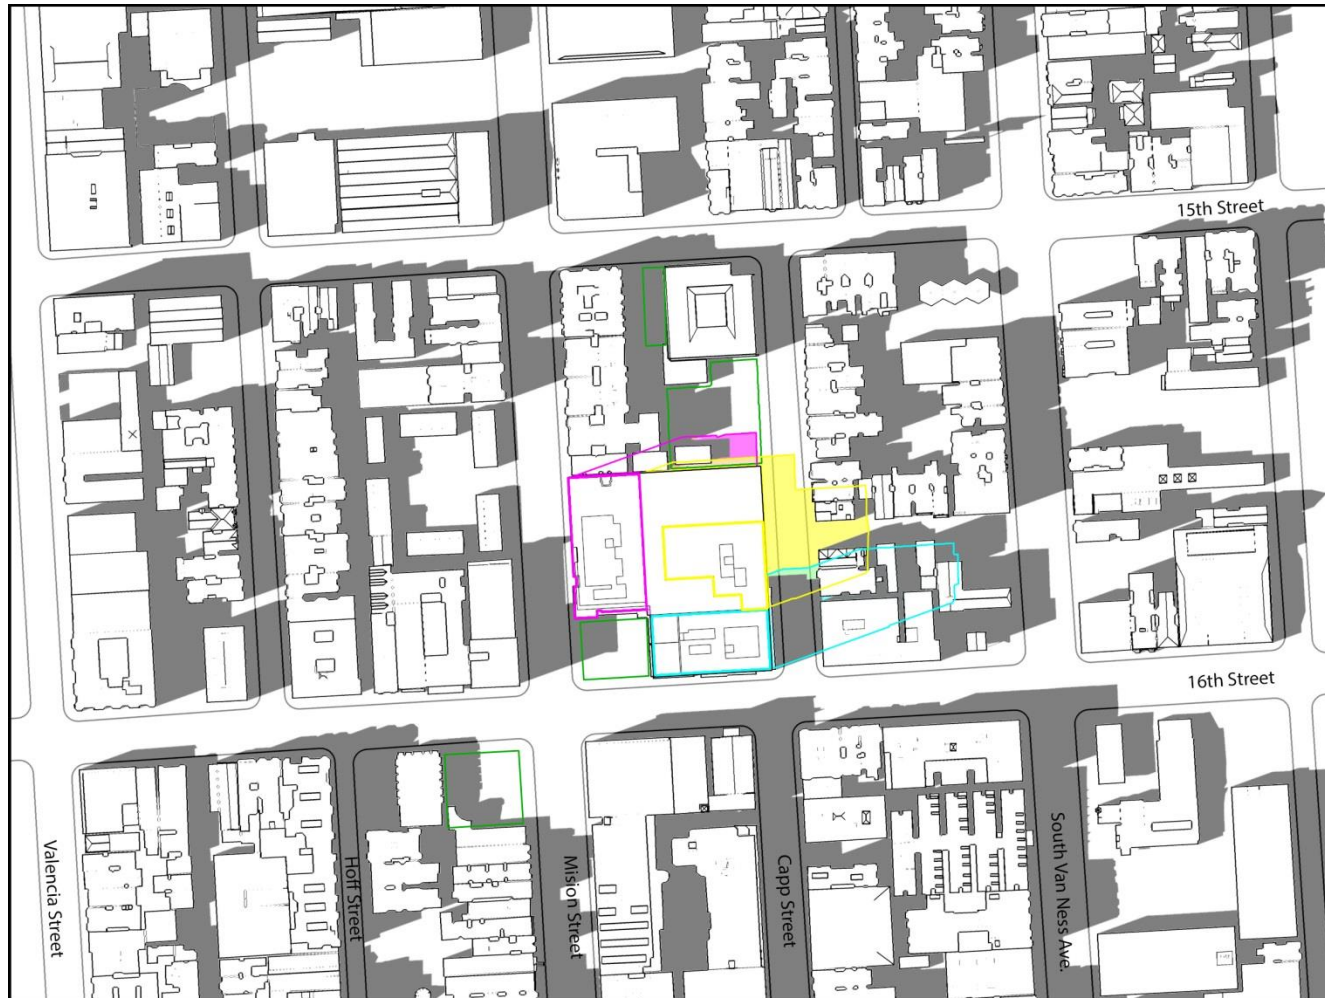 15th Street
16th Street
Valencia Street
Hoff Street
Mision Street
Capp Street
South Van Ness Ave.